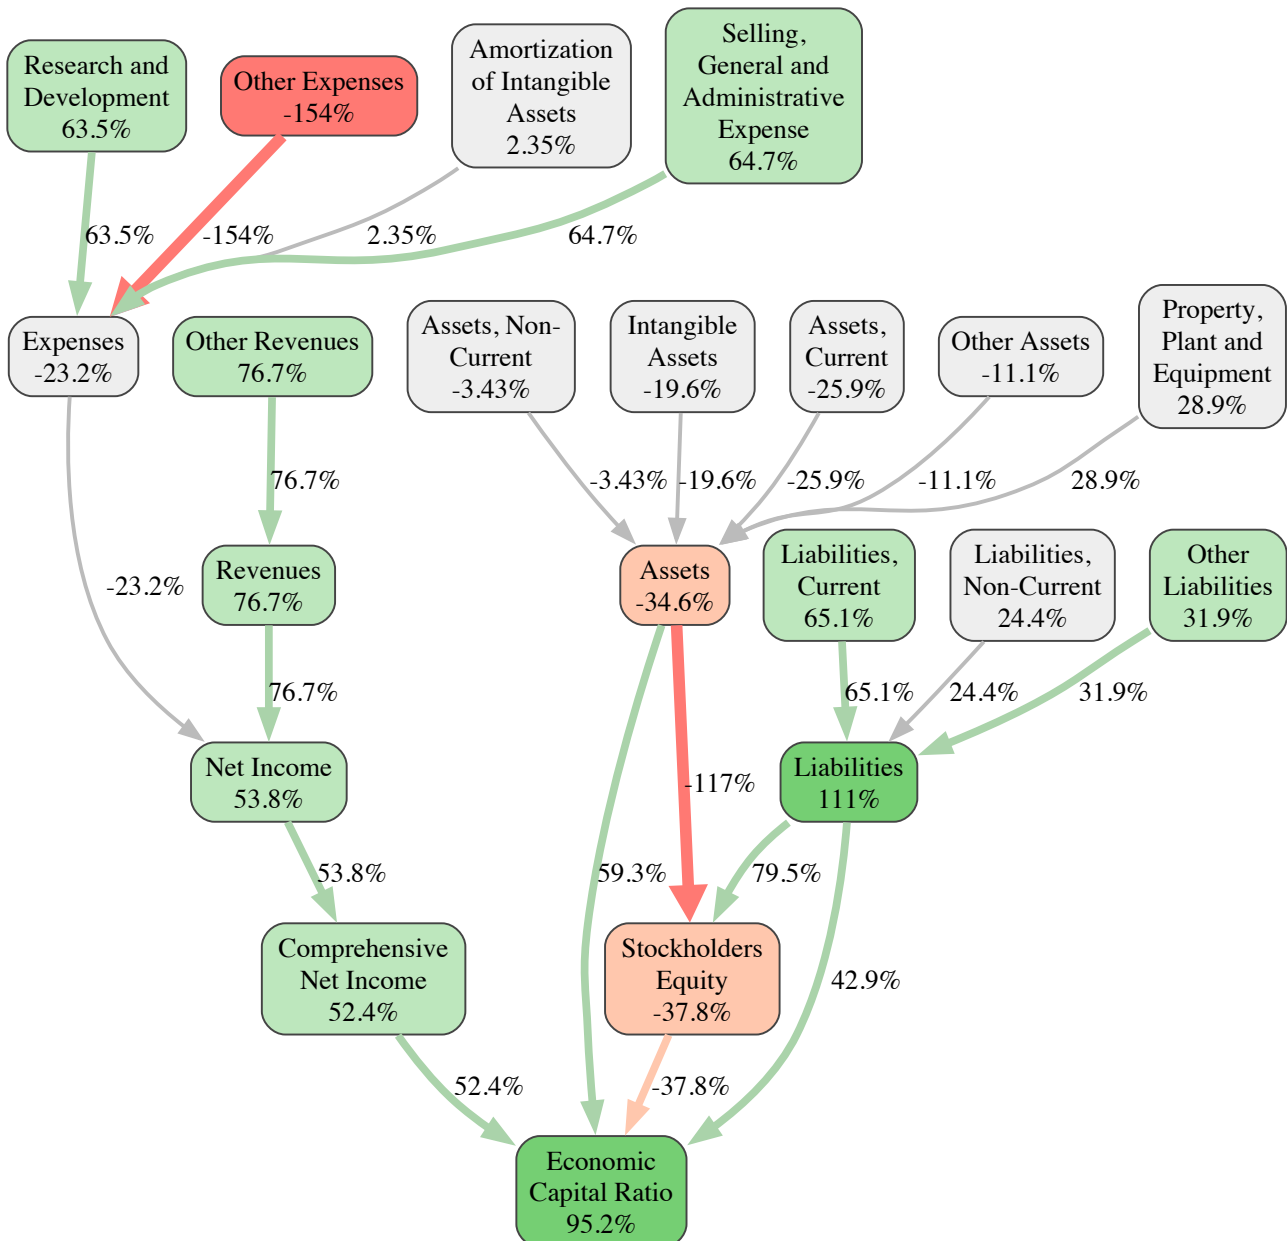 Research and
Development
63.5%
Other Expenses
-154%
Amortization
of Intangible
Assets
2.35%
Selling,
General and
Administrative
Expense
64.7%
63.5%
-154%
2.35%
64.7%
Expenses
-23.2%
Other Revenues
76.7%
Assets, Non-
Current
-3.43%
Intangible
Assets
-19.6%
Assets,
Current
-25.9%
Other Assets
-11.1%
Property,
Plant and
Equipment
28.9%
76.7%
-3.43%
-19.6%
-25.9%
-11.1%
28.9%
-23.2%
Revenues
76.7%
Assets
-34.6%
Liabilities,
Current
65.1%
Liabilities,
Non-Current
24.4%
Other
Liabilities
31.9%
76.7%
65.1%
24.4%
31.9%
Net Income
53.8%
-117%
Liabilities
111%
53.8%
59.3%
79.5%
Comprehensive
Net Income
52.4%
Stockholders
Equity
-37.8%
42.9%
52.4%
-37.8%
Economic
Capital Ratio
95.2%